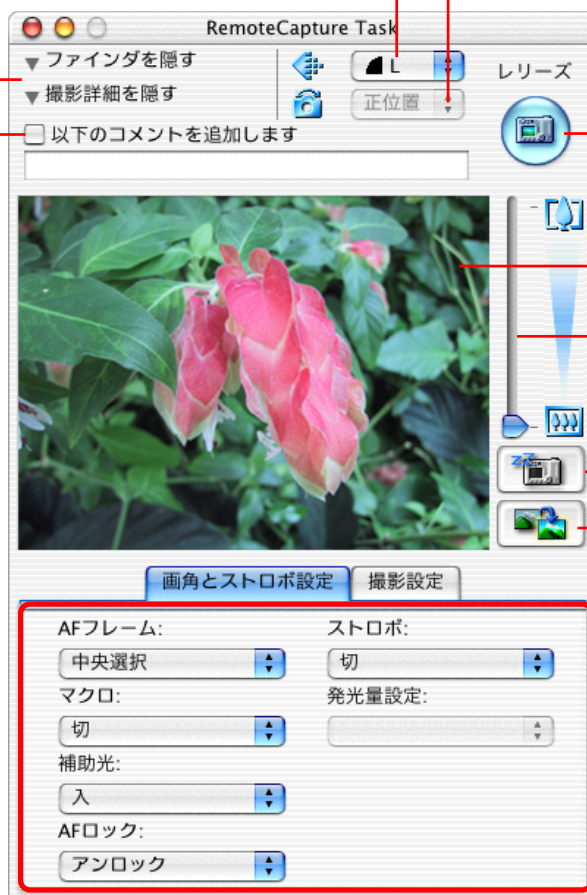 RemoteCapture Task
ファインダを隠す
撮影詳細を隠す
L
正位置
レリーズ
以下のコメントを追加します
zZ
画角とストロボ設定
撮影設定
AFフレーム:
ストロボ:
中央選択
切
マクロ:
発光量設定:
切
補助光:
入
AFロック:
アンロック